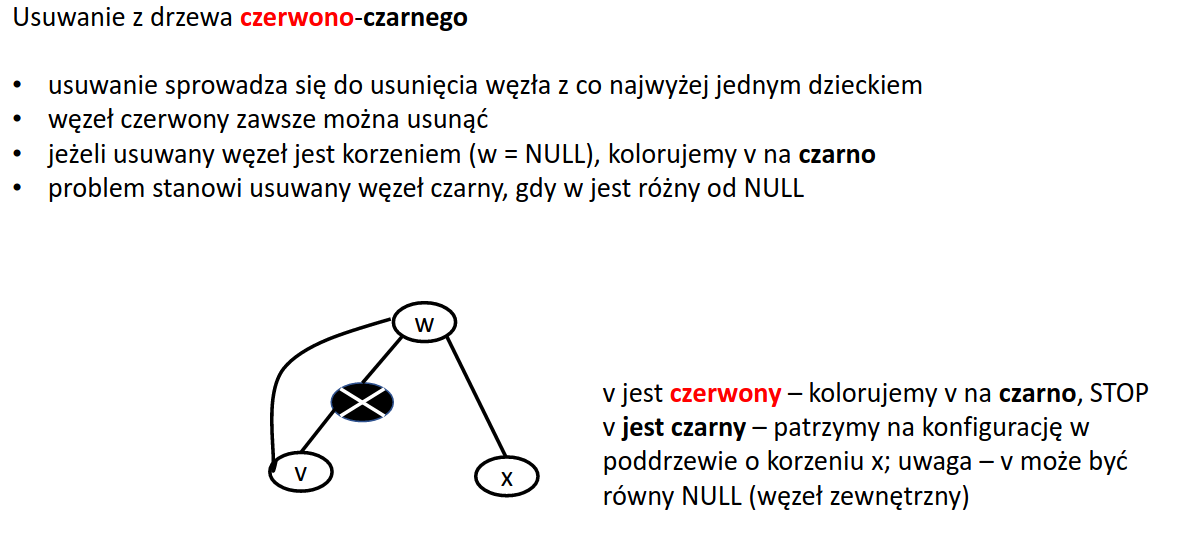 Usuwanie z drzewa czerwono-czarnego
• usuwanie sprowadza się do usunięcia węzła z co najwyżej jednym dzieckiem
• węzeł czerwony zawsze można usunąć
• jeżeli usuwany węzeł jest korzeniem (w = NULL), kolorujemy v na czarno
• problem stanowi usuwany węzeł czarny, gdy w jest różny od NULL
w
v
x
v jest czerwony – kolorujemy v na czarno, STOP
v jest czarny – patrzymy na konfigurację w
poddrzewie o korzeniu x; uwaga – v może być
równy NULL (węzeł zewnętrzny)